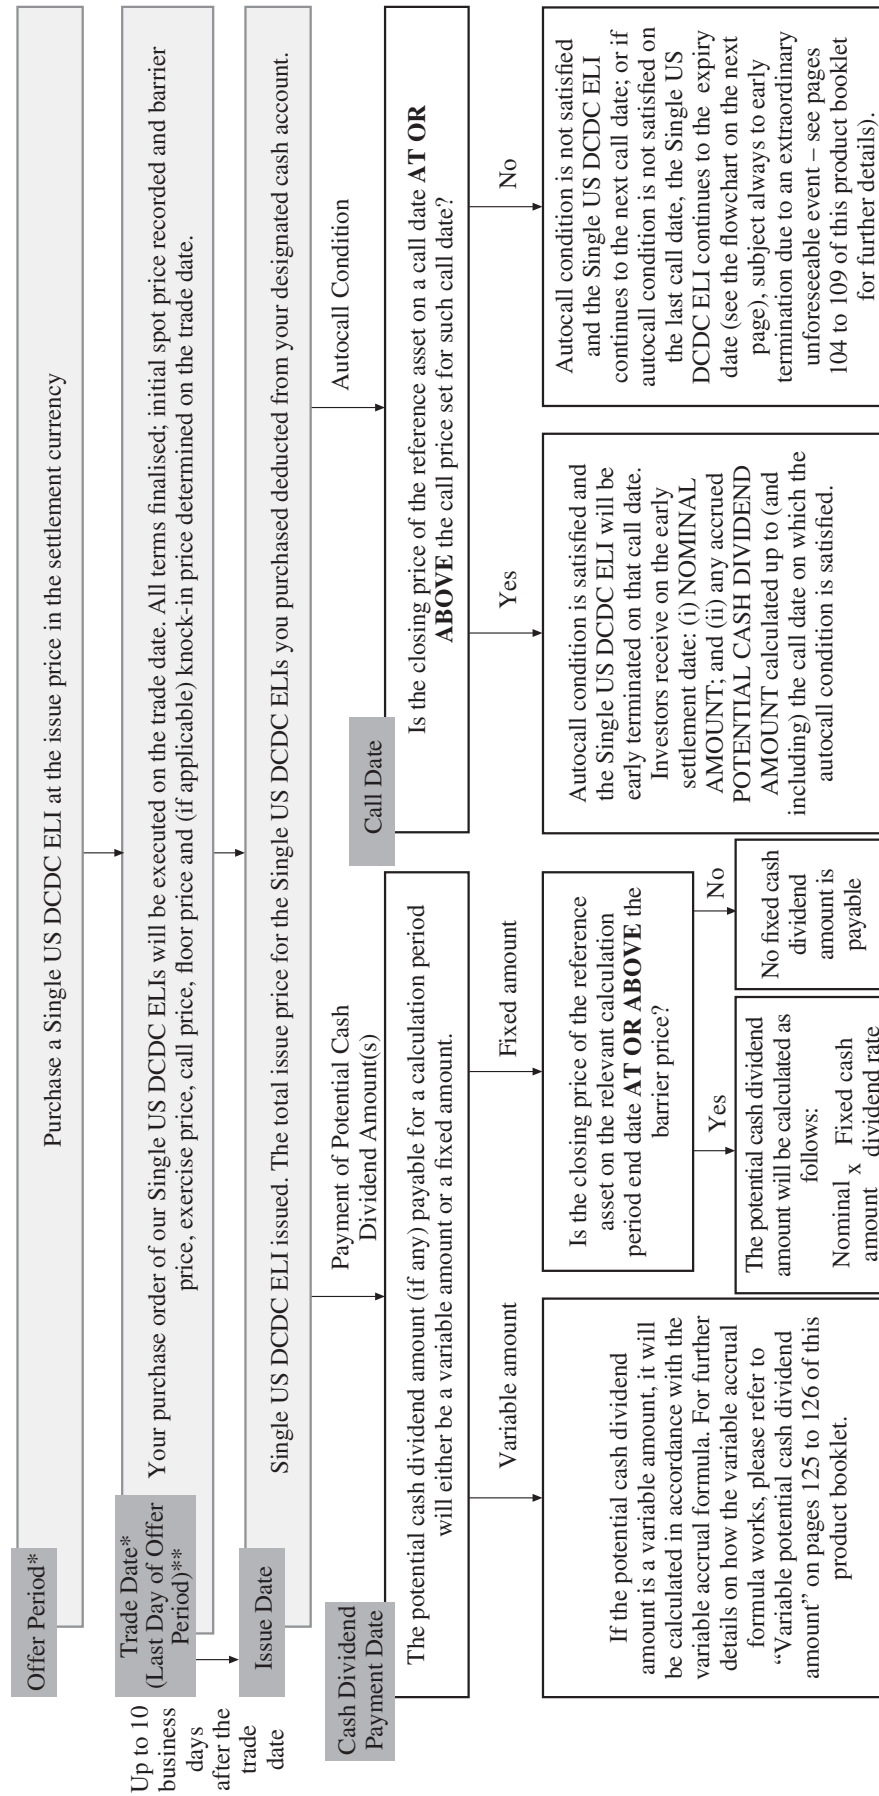 Offer Period*
Purchase a Single US DCDC ELI at the issue price in the settlement currency
Trade Date*
(Last Day of Offer
Period)**
Your purchase order of our Single US DCDC ELIs will be executed on the trade date. All terms finalised; initial spot price recorded and barrier
price, exercise price, call price, floor price and (if applicable) knock-in price determined on the trade date.
Up to 10
business
days
after the
trade
date
Issue Date
Single US DCDC ELI issued. The total issue price for the Single US DCDC ELIs you purchased deducted from your designated cash account.
Payment of Potential Cash
Dividend Amount(s)
Autocall Condition
Cash Dividend
Payment Date
The potential cash dividend amount (if any) payable for a calculation period
will either be a variable amount or a fixed amount.
Call Date
Is the closing price of the reference asset on a call date AT OR
ABOVE the call price set for such call date?
Variable amount
Fixed amount
Yes
No
If the potential cash dividend
amount is a variable amount, it will
be calculated in accordance with the
variable accrual formula. For further
details on how the variable accrual
formula works, please refer to
“Variable potential cash dividend
amount” on pages 125 to 126 of this
product booklet.
Is the closing price of the reference
asset on the relevant calculation
period end date AT OR ABOVE the
barrier price?
Yes
No
The potential cash dividend
amount will be calculated as
follows:
Nominal x Fixed cash
amount dividend rate
No fixed cash
dividend
amount is
payable
Autocall condition is satisfied and
the Single US DCDC ELI will be
early terminated on that call date.
Investors receive on the early
settlement date: (i) NOMINAL
AMOUNT; and (ii) any accrued
POTENTIAL CASH DIVIDEND
AMOUNT calculated up to (and
including) the call date on which the
autocall condition is satisfied.
Autocall condition is not satisfied
and the Single US DCDC ELI
continues to the next call date; or if
autocall condition is not satisfied on
the last call date, the Single US
DCDC ELI continues to the expiry
date (see the flowchart on the next
page), subject always to early
termination due to an extraordinary
unforeseeable event – see pages
104 to 109 of this product booklet
for further details).